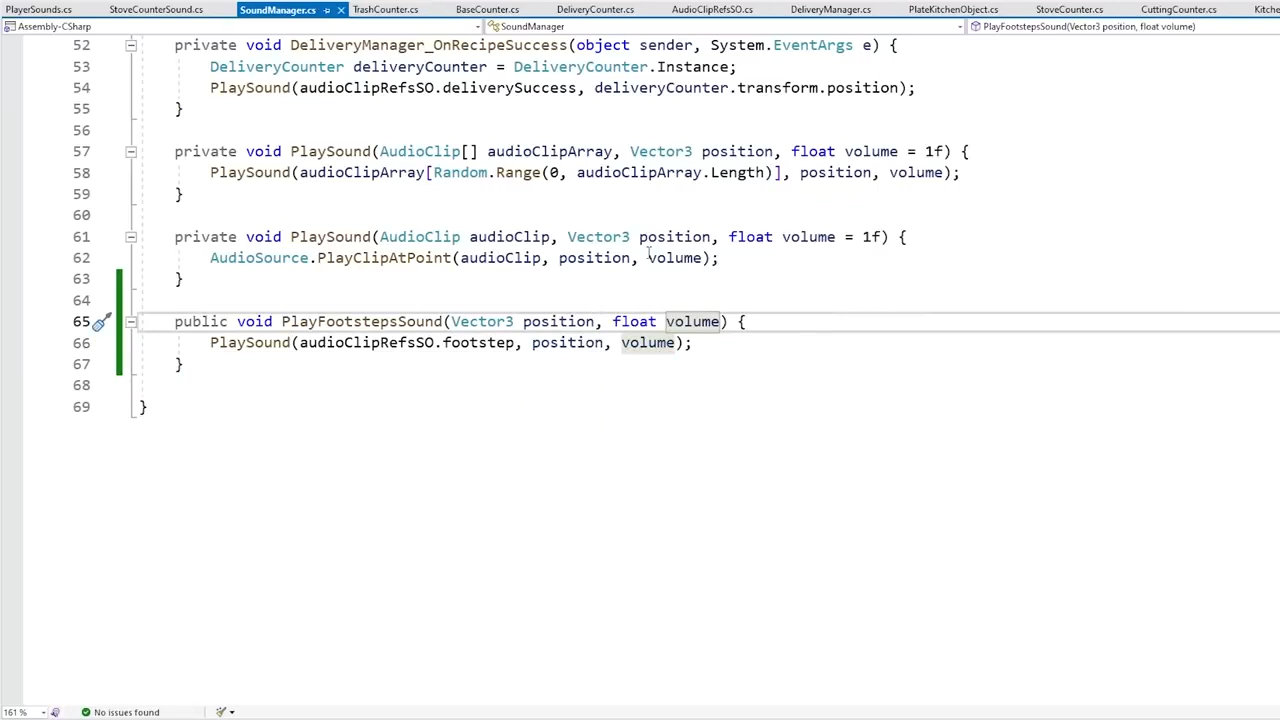 PlayerSounds.cs StoveCounterSound.cs SoundManager.cs TrashCounter.cs BaseCounter.cs DeliveryCounter.cs AudioClipRefsSO.cs DeliveryManager.cs PlateKitchenObject.cs StoveCounter.cs CuttingCounter.cs Kitche
Assembly-CSharp SoundManager PlayFootstepsSound(Vector3 position, float volume)
52 private void DeliveryManager_OnRecipeSuccess(object sender, System.EventArgs e) {
53 DeliveryCounter deliveryCounter = DeliveryCounter.Instance;
54 PlaySound(audioClipRefsSO.deliverySuccess, deliveryCounter.transform.position);
55 }
56
57 private void PlaySound(AudioClip[] audioClipArray, Vector3 position, float volume = 1f) {
58 PlaySound(audioClipArray[Random.Range(0, audioClipArray.Length)], position, volume);
59 }
60
61 private void PlaySound(AudioClip audioClip, Vector3 position, float volume = 1f) {
62 AudioSource.PlayClipAtPoint(audioClip, position, volume);
63 }
64
65 public void PlayFootstepsSound(Vector3 position, float volume) {
66 PlaySound(audioClipRefsSO.footstep, position, volume);
67 }
68
69 }
161 % No issues found